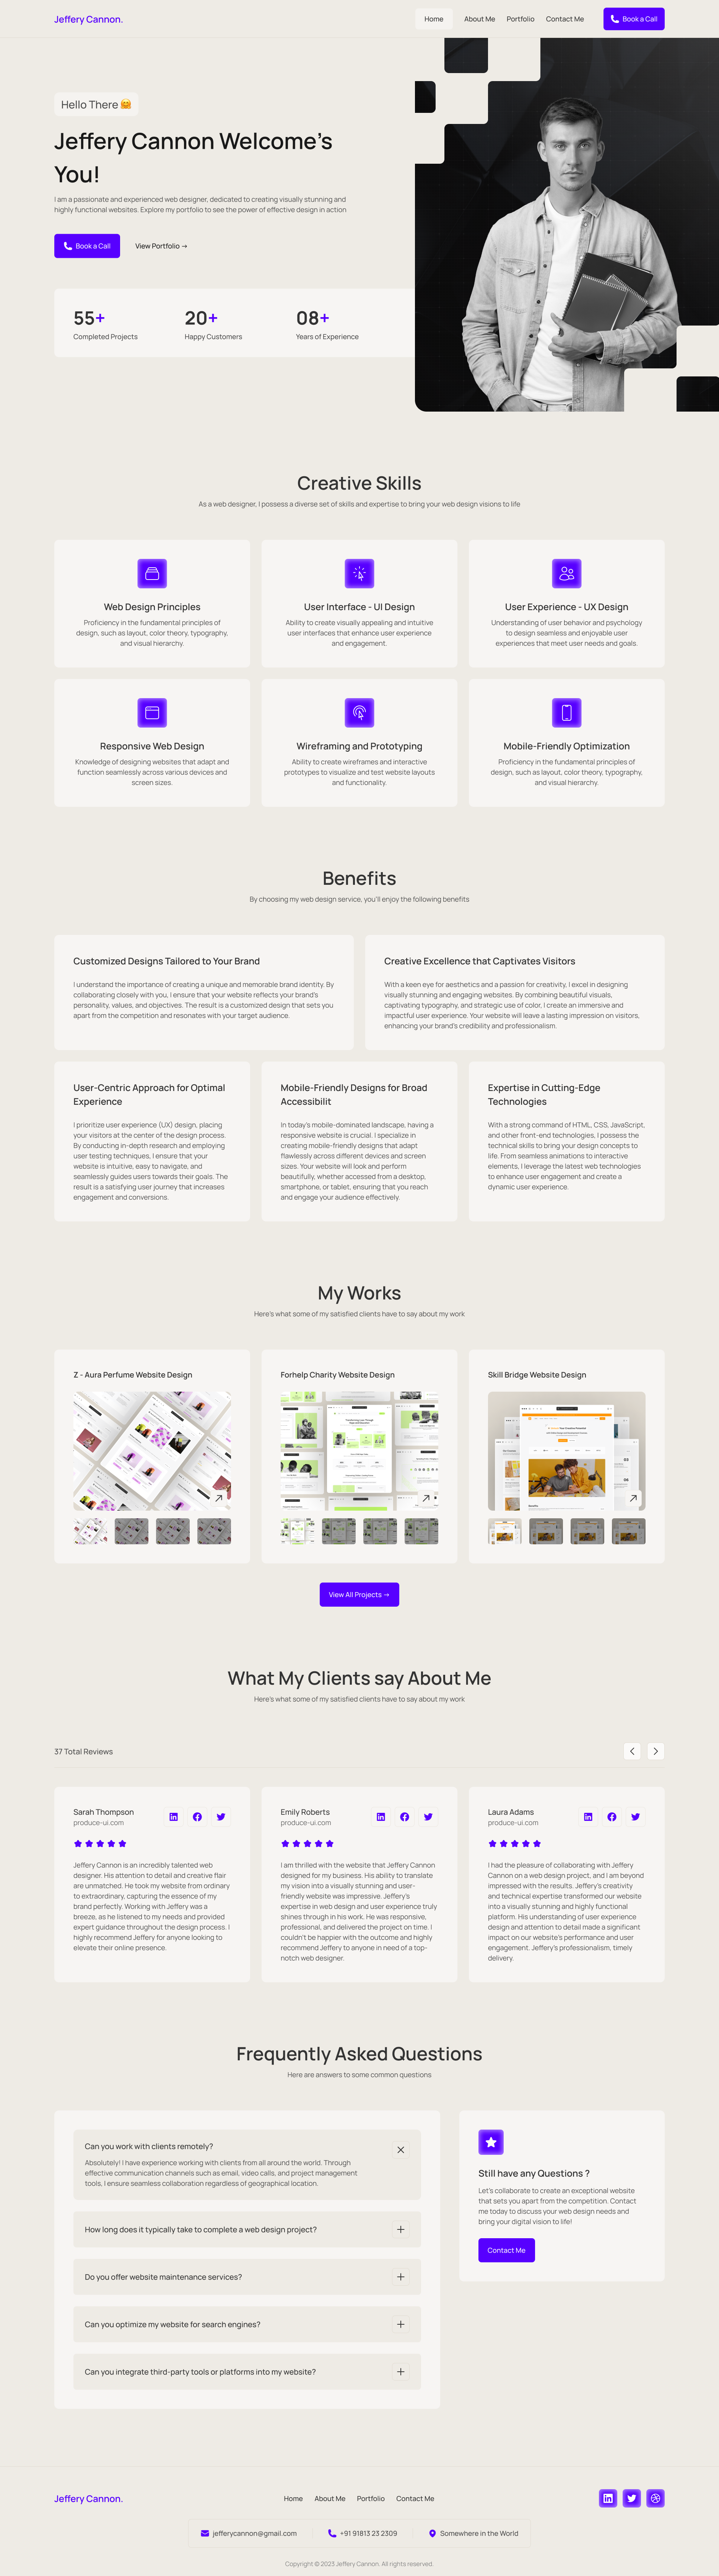 Jeffery Cannon.
Home
About Me
Portfolio
Contact Me
Book a Call
Hello There 🤗
Jeffery Cannon Welcome's
You!
I am a passionate and experienced web designer, dedicated to creating visually stunning and
highly functional websites. Explore my portfolio to see the power of effective design in action
Book a Call
View Portfolio →
55+
Completed Projects
20+
Happy Customers
08+
Years of Experience
Creative Skills
As a web designer, I possess a diverse set of skills and expertise to bring your web design visions to life
Web Design Principles
Proficiency in the fundamental principles of
design, such as layout, color theory, typography,
and visual hierarchy.
User Interface - UI Design
Ability to create visually appealing and intuitive
user interfaces that enhance user experience
and engagement.
User Experience - UX Design
Understanding of user behavior and psychology
to design seamless and enjoyable user
experiences that meet user needs and goals.
Responsive Web Design
Knowledge of designing websites that adapt and
function seamlessly across various devices and
screen sizes.
Wireframing and Prototyping
Ability to create wireframes and interactive
prototypes to visualize and test website layouts
and functionality.
Mobile-Friendly Optimization
Proficiency in the fundamental principles of
design, such as layout, color theory, typography,
and visual hierarchy.
Benefits
By choosing my web design service, you'll enjoy the following benefits
Customized Designs Tailored to Your Brand
I understand the importance of creating a unique and memorable brand identity. By
collaborating closely with you, I ensure that your website reflects your brand's
personality, values, and objectives. The result is a customized design that sets you
apart from the competition and resonates with your target audience.
Creative Excellence that Captivates Visitors
With a keen eye for aesthetics and a passion for creativity, I excel in designing
visually stunning and engaging websites. By combining beautiful visuals,
captivating typography, and strategic use of color, I create an immersive and
impactful user experience. Your website will leave a lasting impression on visitors,
enhancing your brand's credibility and professionalism.
User-Centric Approach for Optimal
Experience
I prioritize user experience (UX) design, placing
your visitors at the center of the design process.
By conducting in-depth research and employing
user testing techniques, I ensure that your
website is intuitive, easy to navigate, and
seamlessly guides users towards their goals. The
result is a satisfying user journey that increases
engagement and conversions.
Mobile-Friendly Designs for Broad
Accessibilit
In today's mobile-dominated landscape, having a
responsive website is crucial. I specialize in
creating mobile-friendly designs that adapt
flawlessly across different devices and screen
sizes. Your website will look and perform
beautifully, whether accessed from a desktop,
smartphone, or tablet, ensuring that you reach
and engage your audience effectively.
Expertise in Cutting-Edge
Technologies
With a strong command of HTML, CSS, JavaScript,
and other front-end technologies, I possess the
technical skills to bring your design concepts to
life. From seamless animations to interactive
elements, I leverage the latest web technologies
to enhance user engagement and create a
dynamic user experience.
My Works
Here's what some of my satisfied clients have to say about my work
Z - Aura Perfume Website Design
Forhelp Charity Website Design
Skill Bridge Website Design
View All Projects →
What My Clients say About Me
Here's what some of my satisfied clients have to say about my work
37 Total Reviews
Sarah Thompson
produce-ui.com
Jeffery Cannon is an incredibly talented web
designer. His attention to detail and creative flair
are unmatched. He took my website from ordinary
to extraordinary, capturing the essence of my
brand perfectly. Working with Jeffery was a
breeze, as he listened to my needs and provided
expert guidance throughout the design process. I
highly recommend Jeffery for anyone looking to
elevate their online presence.
Emily Roberts
produce-ui.com
I am thrilled with the website that Jeffery Cannon
designed for my business. His ability to translate
my vision into a visually stunning and user-
friendly website was impressive. Jeffery's
expertise in web design and user experience truly
shines through in his work. He was responsive,
professional, and delivered the project on time. I
couldn't be happier with the outcome and highly
recommend Jeffery to anyone in need of a top-
notch web designer.
Laura Adams
produce-ui.com
I had the pleasure of collaborating with Jeffery
Cannon on a web design project, and I am beyond
impressed with the results. Jeffery's creativity
and technical expertise transformed our website
into a visually stunning and highly functional
platform. His understanding of user experience
design and attention to detail made a significant
impact on our website's performance and user
engagement. Jeffery's professionalism, timely
delivery.
Frequently Asked Questions
Here are answers to some common questions
Can you work with clients remotely?
Absolutely! I have experience working with clients from all around the world. Through
effective communication channels such as email, video calls, and project management
tools, I ensure seamless collaboration regardless of geographical location.
How long does it typically take to complete a web design project?
Do you offer website maintenance services?
Can you optimize my website for search engines?
Can you integrate third-party tools or platforms into my website?
Still have any Questions ?
Let's collaborate to create an exceptional website
that sets you apart from the competition. Contact
me today to discuss your web design needs and
bring your digital vision to life!
Contact Me
Jeffery Cannon.
Home
About Me
Portfolio
Contact Me
jefferycannon@gmail.com
+91 91813 23 2309
Somewhere in the World
Copyright © 2023 Jeffery Cannon. All rights reserved.